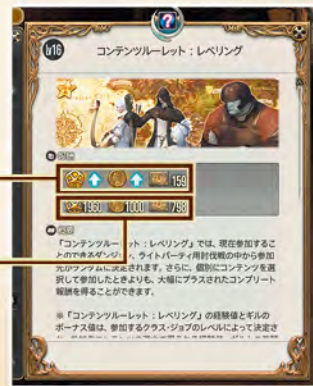 ?
Lv16
コンテンツルーレット：レベリング
報酬
159
1960 1000 798
概要
「コンテンツルーレット：レベリング」では、現在参加するこ
とのできるダンジョン、ライトパーティ用討伐戦の中から参加
先がランダムに決定されます。さらに、個別にコンテンツを選
択して参加したときよりも、大幅にプラスされたコンプリート
報酬を得ることができます。
※「コンテンツルーレット：レベリング」の経験値とギルの
ボーナス値は、参加するクラス・ジョブのレベルによって決定さ